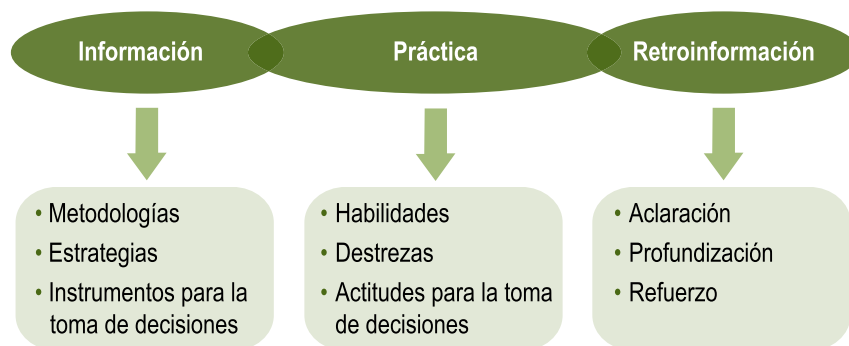 Información
Práctica
Retroinformación
• Metodologías
• Estrategias
• Instrumentos para la
toma de decisiones
• Habilidades
• Destrezas
• Actitudes para la toma
de decisiones
• Aclaración
• Profundización
• Refuerzo